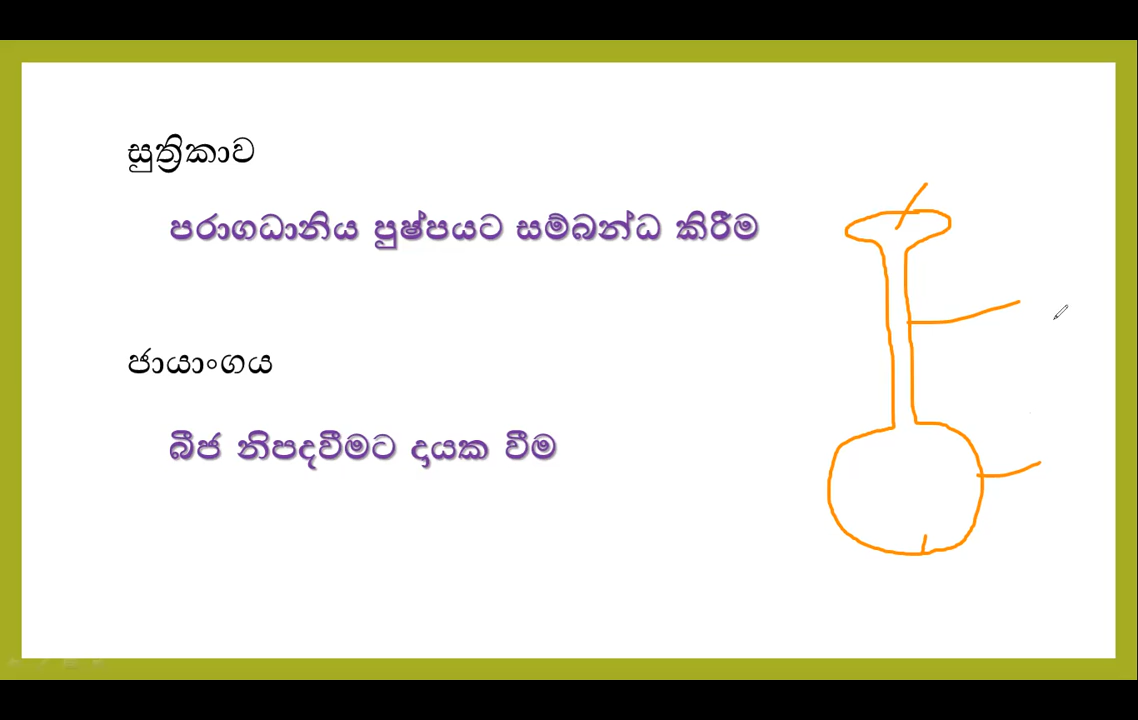 සුත්‍රිකාව
පරාගධානිය පුෂ්පයට සම්බන්ධ කිරීම
ජායාංගය
බීජ නිපදවීමට දායක වීම